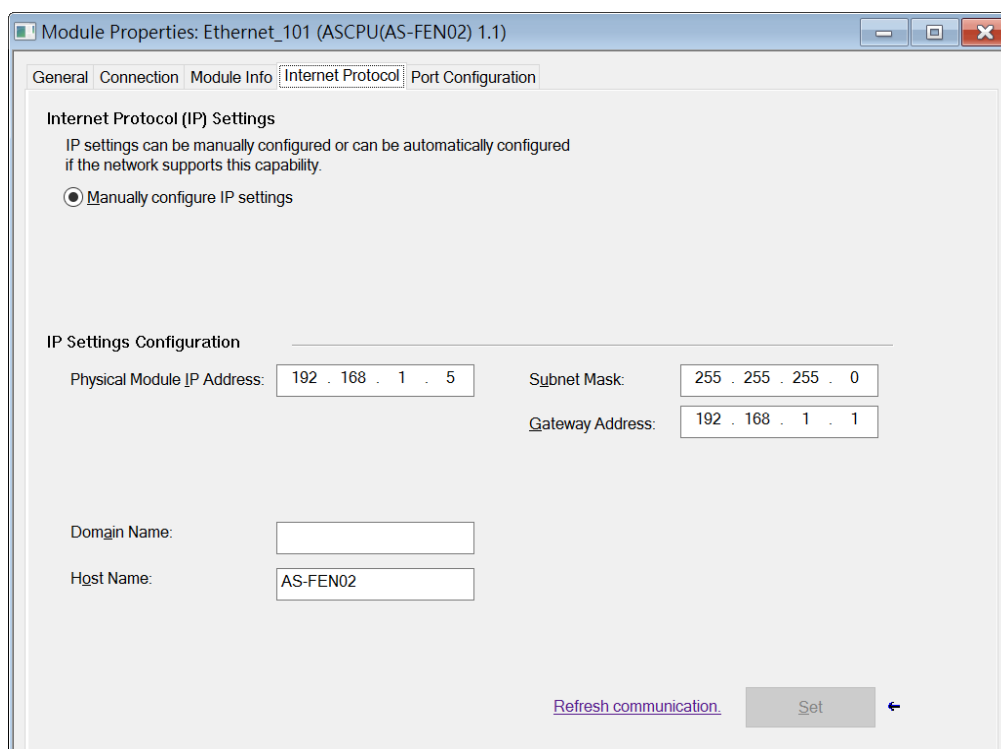 Module Properties: Ethernet_101 (ASCPU(AS-FEN02) 1.1)
General Connection Module Info Internet Protocol Port Configuration
Internet Protocol (IP) Settings
IP settings can be manually configured or can be automatically configured
if the network supports this capability.
Manually configure IP settings
IP Settings Configuration
Physical Module IP Address: 192 . 168 . 1 . 5 Subnet Mask: 255 . 255 . 255 . 0
Gateway Address: 192 . 168 . 1 . 1
Domain Name:
Host Name: AS-FEN02
Refresh communication. Set